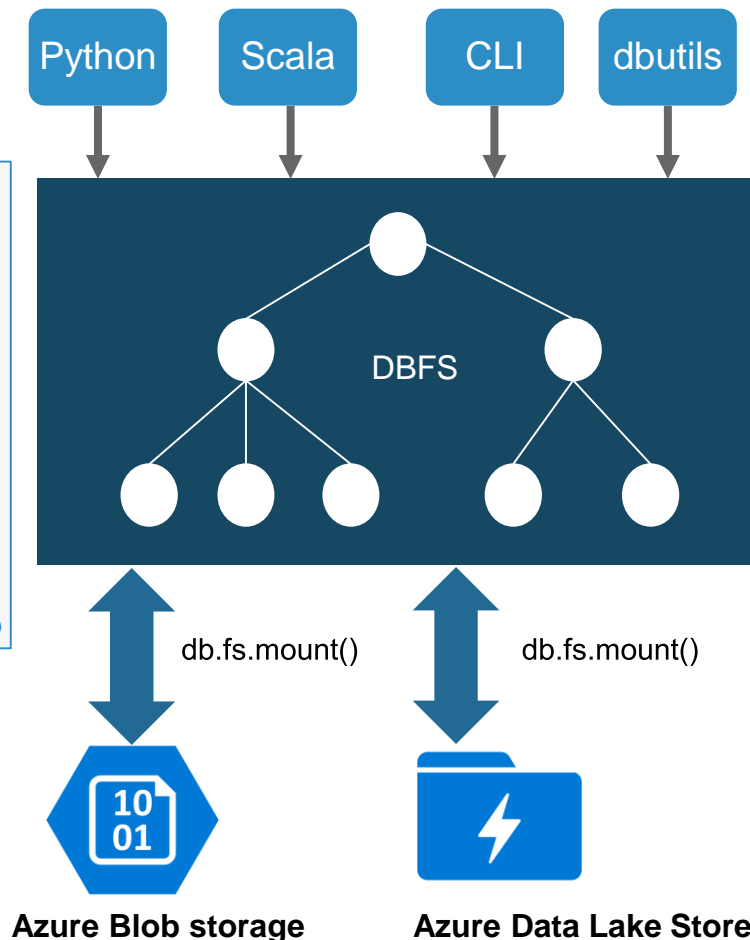 Python Scala CLI dbutils
DBFS
db.fs.mount() db.fs.mount()
10
01
Azure Blob storage Azure Data Lake Store